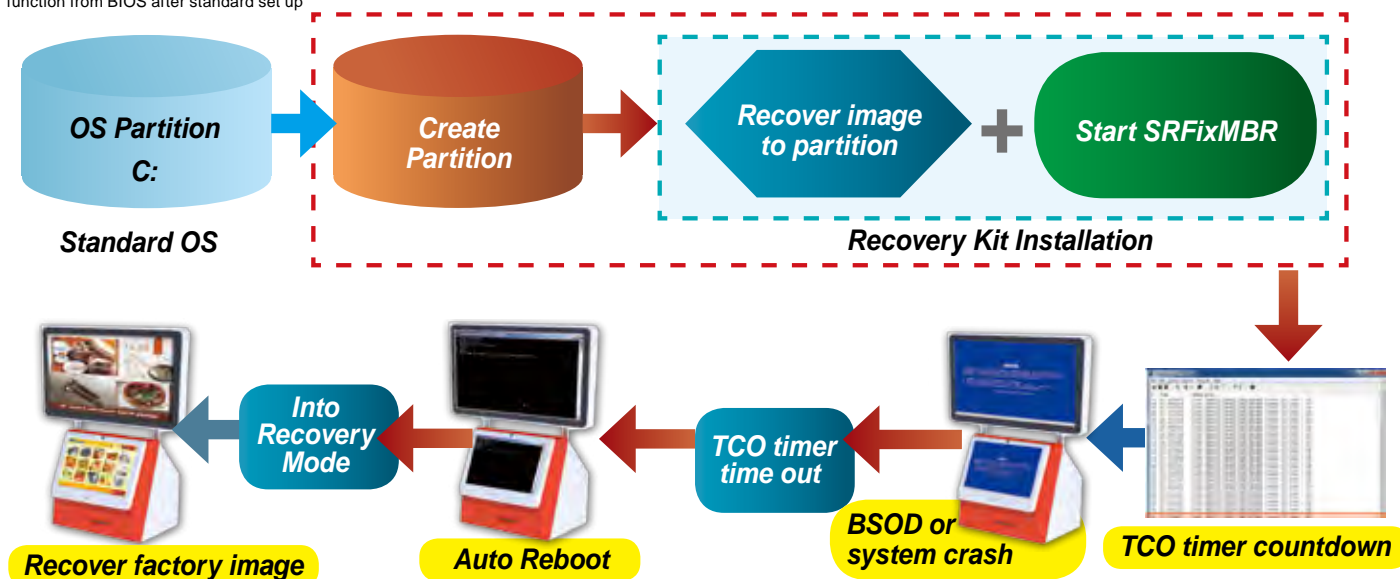 function from BIOS after standard set up
OS Partition
C:
Create
Partition
Recover image
to partition
+
Start SRFixMBR
Standard OS
Recovery Kit Installation
Into
Recovery
Mode
TCO timer
time out
BSOD or
system crash
TCO timer countdown
Auto Reboot
Recover factory image